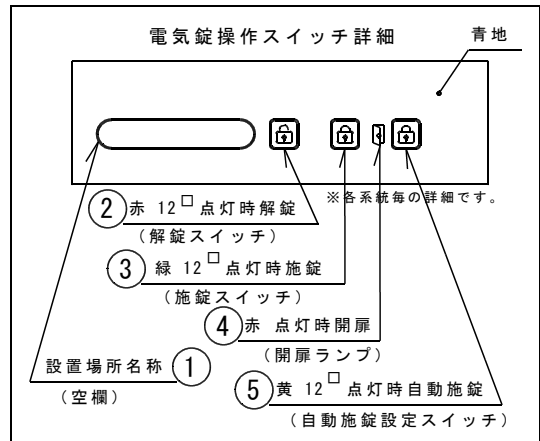 電気錠操作スイッチ詳細
青地
※各系統毎の詳細です。
② 赤 12□ 点灯時解錠
(解錠スイッチ)
③ 緑 12□ 点灯時施錠
(施錠スイッチ)
④ 赤 点灯時開扉
(開扉ランプ)
設置場所名称 ①
(空欄)
⑤ 黄 12□ 点灯時自動施錠
(自動施錠設定スイッチ)